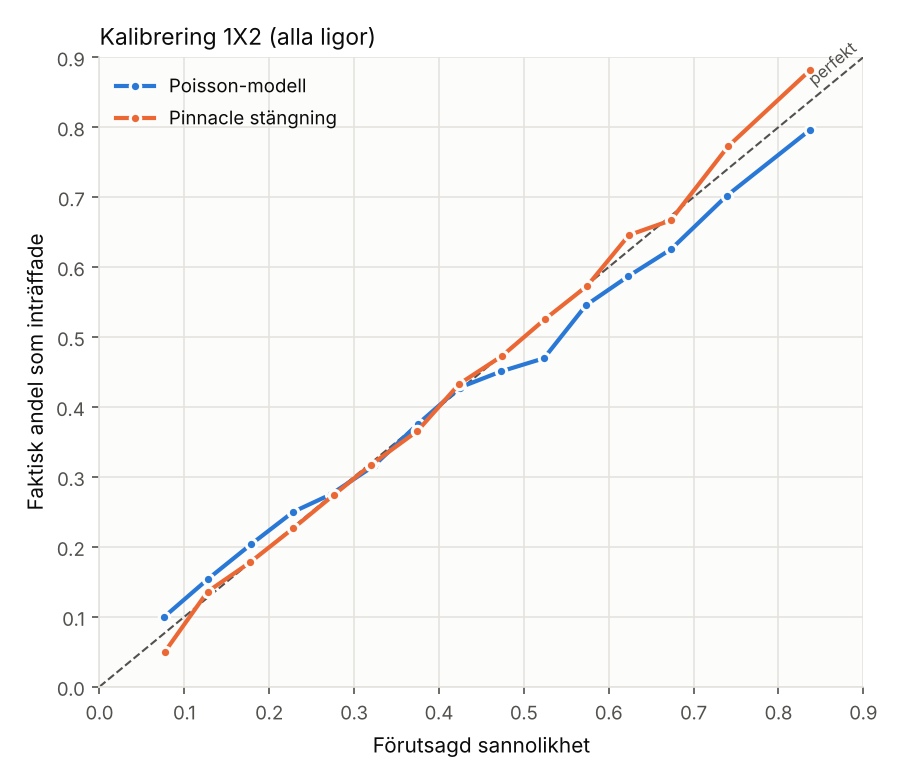 Kalibrering 1X2 (alla ligor)
Poisson-modell
Pinnacle stängning
perfekt
Faktisk andel som inträffade
0.9
0.8
0.7
0.6
0.5
0.4
0.3
0.2
0.1
0.0
0.0 0.1 0.2 0.3 0.4 0.5 0.6 0.7 0.8 0.9
Förutsagd sannolikhet